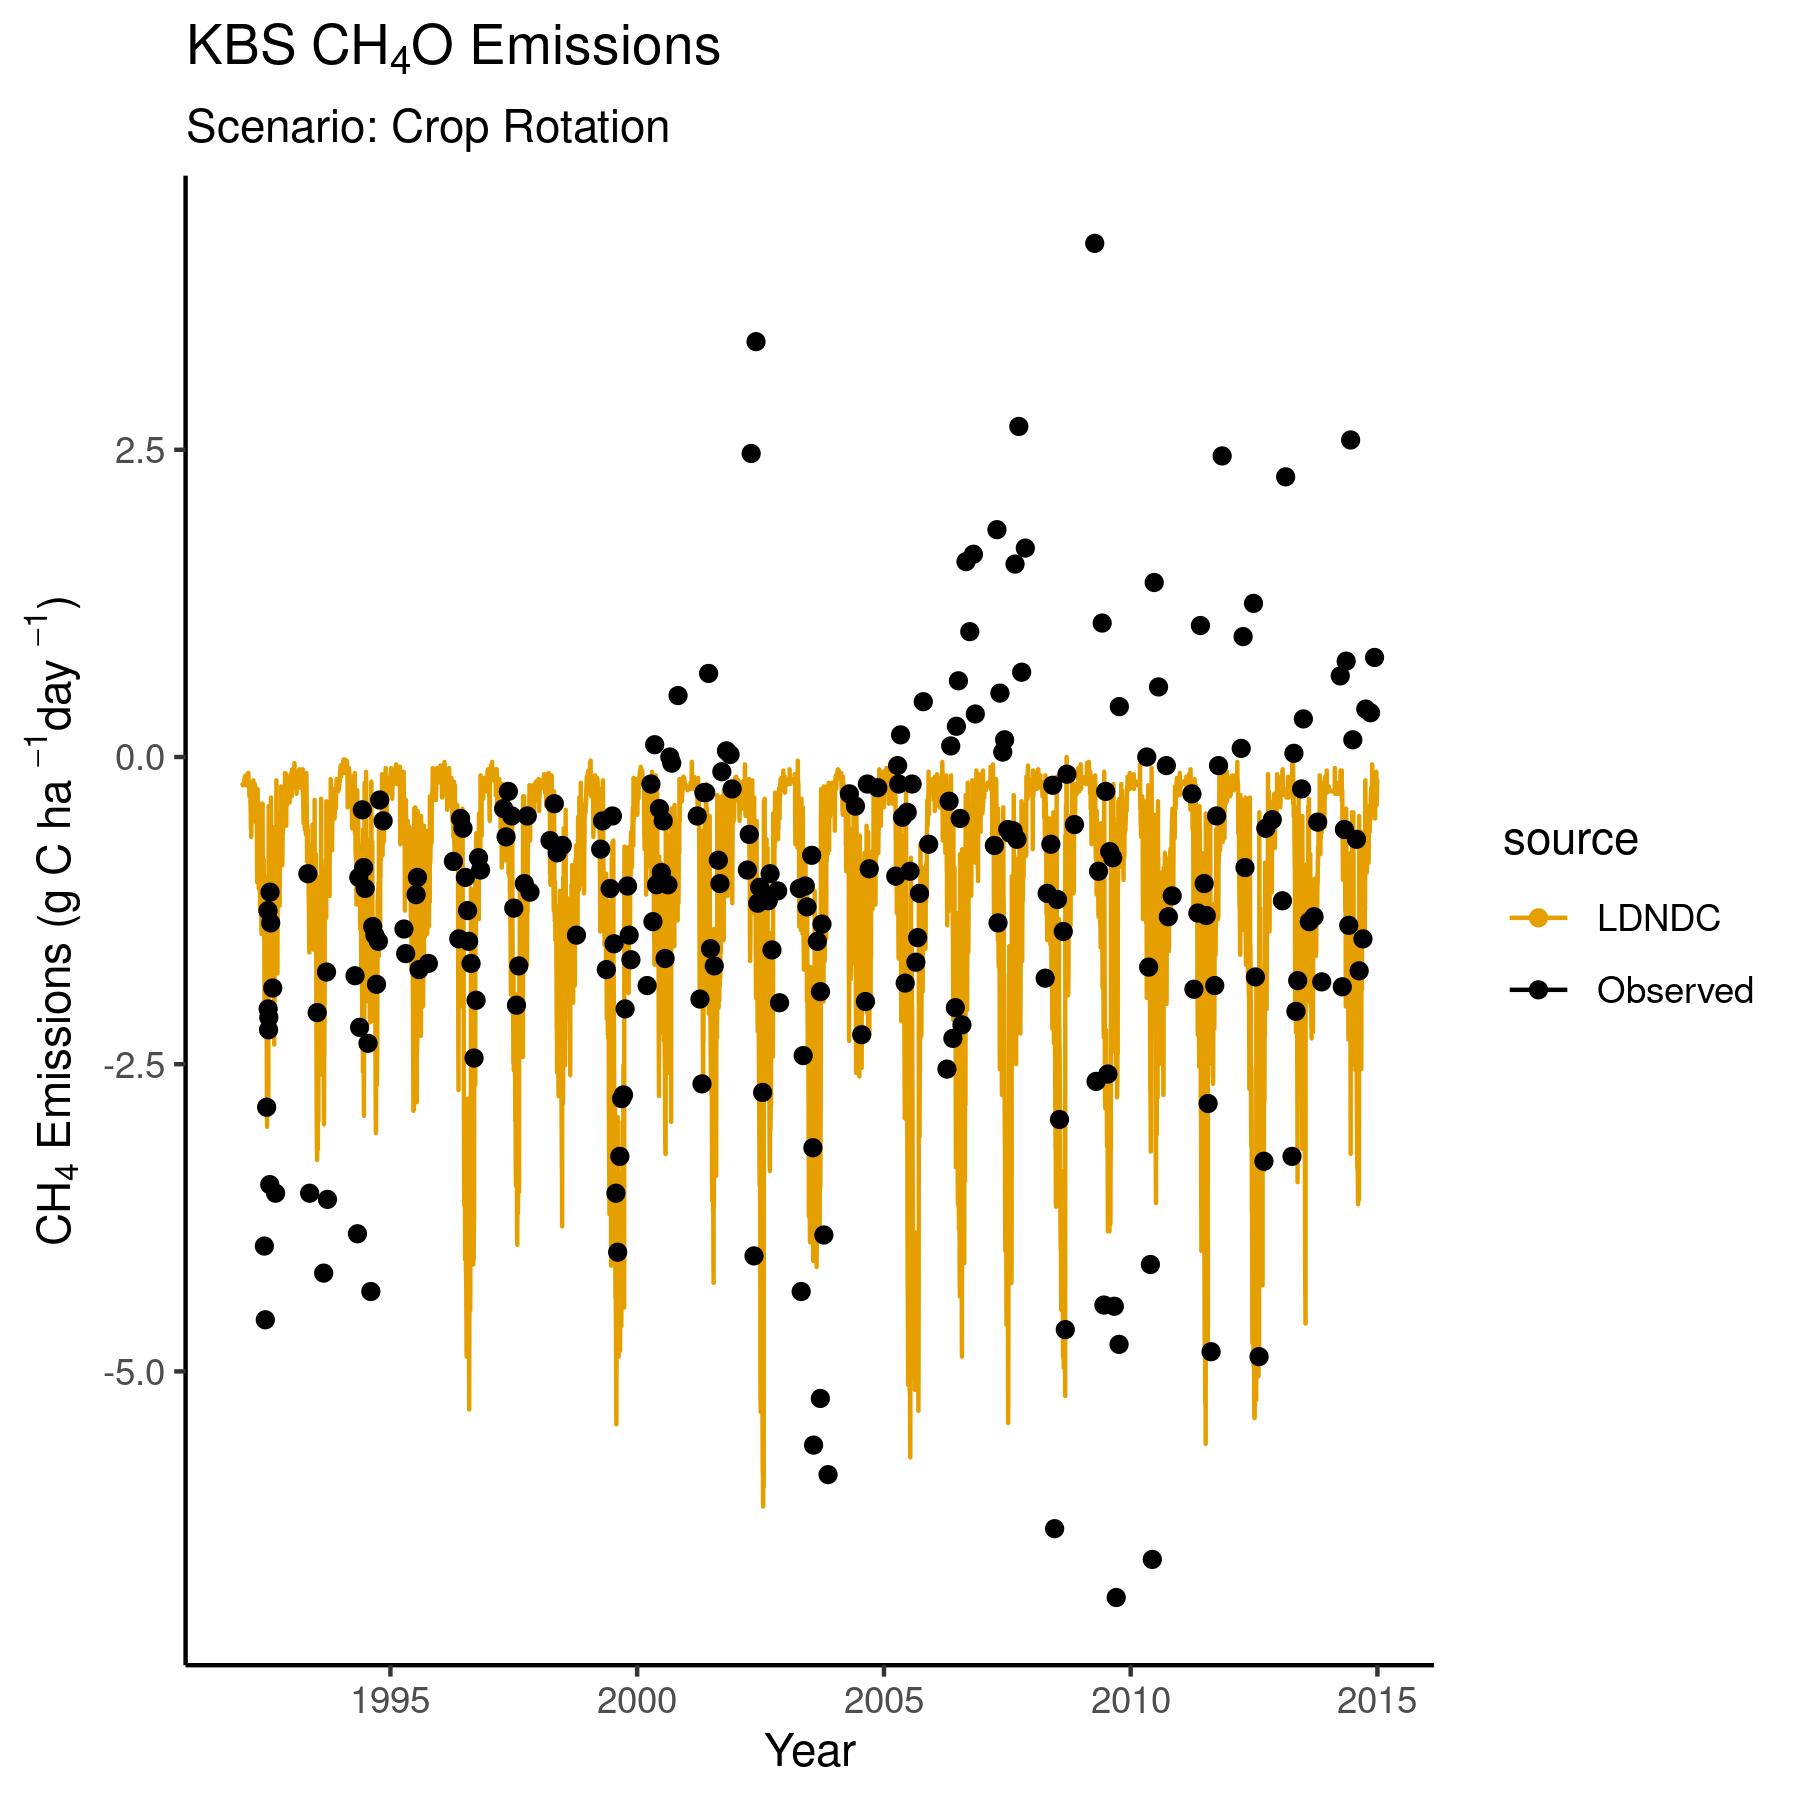 KBS CH₄O Emissions
Scenario: Crop Rotation
CH₄ Emissions (g C ha ⁻¹day ⁻¹)
2.5
0.0
-2.5
-5.0
1995 2000 2005 2010 2015
Year
source
LDNDC
Observed